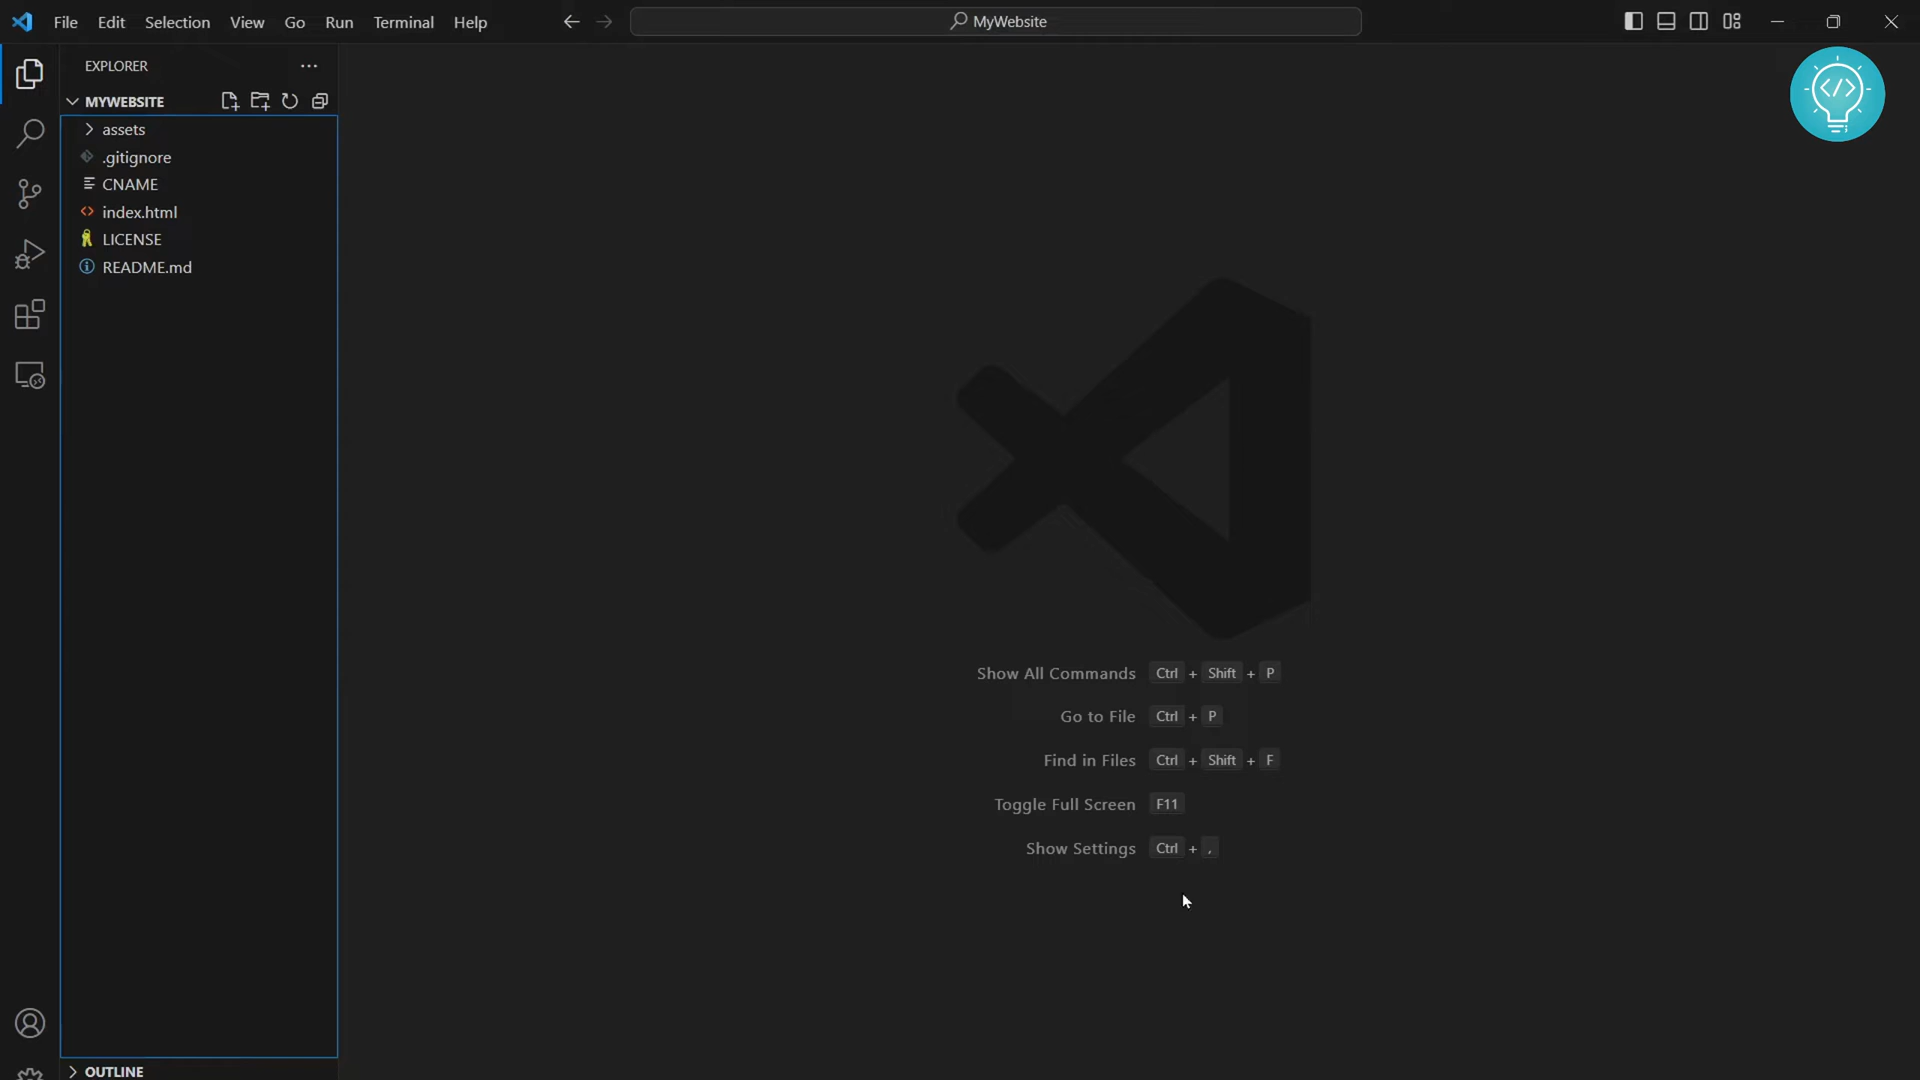 File Edit Selection View Go Run Terminal Help MyWebsite
EXPLORER
MYWEBSITE
assets
.gitignore
CNAME
index.html
LICENSE
README.md
Show All Commands Ctrl + Shift + P
Go to File Ctrl + P
Find in Files Ctrl + Shift + F
Toggle Full Screen F11
Show Settings Ctrl + ,
OUTLINE